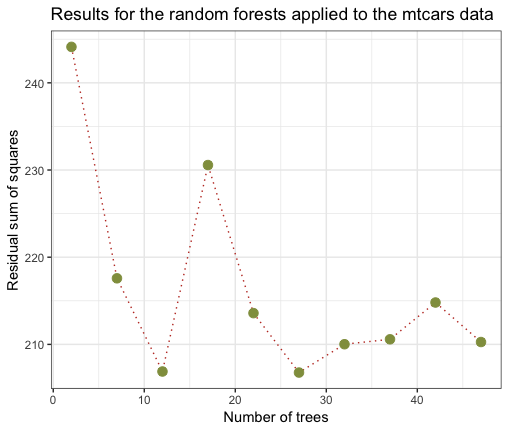 Results for the random forests applied to the mtcars data
240
230
220
210
Residual sum of squares
0 10 20 30 40
Number of trees